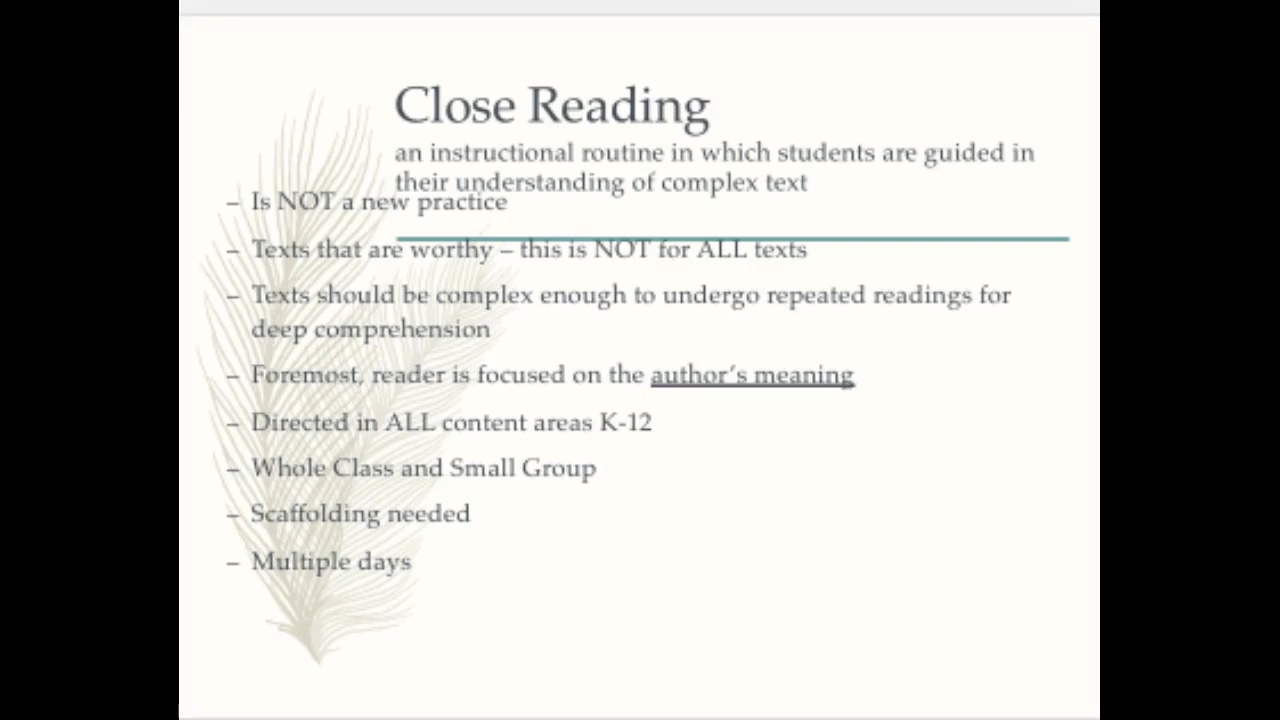 Close Reading
an instructional routine in which students are guided in
their understanding of complex text
– Is NOT a new practice
– Texts that are worthy – this is NOT for ALL texts
– Texts should be complex enough to undergo repeated readings for
deep comprehension
– Foremost, reader is focused on the author’s meaning
– Directed in ALL content areas K-12
– Whole Class and Small Group
– Scaffolding needed
– Multiple days